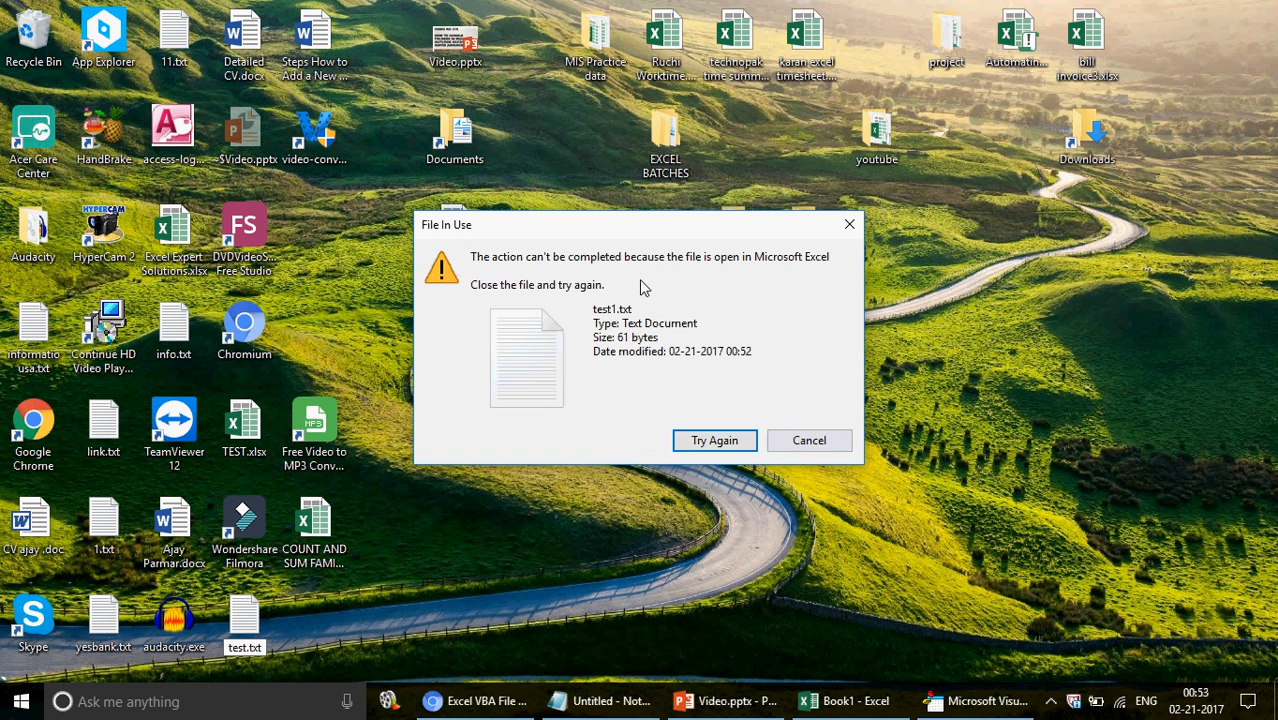 Recycle Bin
App Explorer
11.txt
Detailed
CV.docx
Steps How to
Add a New ...
Video.pptx
MIS Practice
data
Ruchi
Worktime....
technopak
time summ...
karan excel
timesheet....
project
Automatin...
bill
invoice3.xlsx
Acer Care
Center
HandBrake
access-log...
~$Video.pptx
video-conv...
Documents
EXCEL
BATCHES
youtube
Downloads
Audacity
HYPERCAM
HyperCam 2
Excel Expert
Solutions.xlsx
FS
DVDVideoS...
Free Studio
informatio
usa.txt
Continue HD
Video Play...
info.txt
Chromium
Google
Chrome
link.txt
TeamViewer
12
TEST.xlsx
MP3
Free Video to
MP3 Conv...
CV ajay .doc
1.txt
Ajay
Parmar.docx
Wondershare
Filmora
COUNT AND
SUM FAMI...
Skype
yesbank.txt
audacity.exe
test.txt
File In Use
The action can't be completed because the file is open in Microsoft Excel
Close the file and try again.
test1.txt
Type: Text Document
Size: 61 bytes
Date modified: 02-21-2017 00:52
Try Again
Cancel
Ask me anything
Excel VBA File ...
Untitled - Not...
Video.pptx - P...
Book1 - Excel
Microsoft Visu...
ENG
00:53
02-21-2017